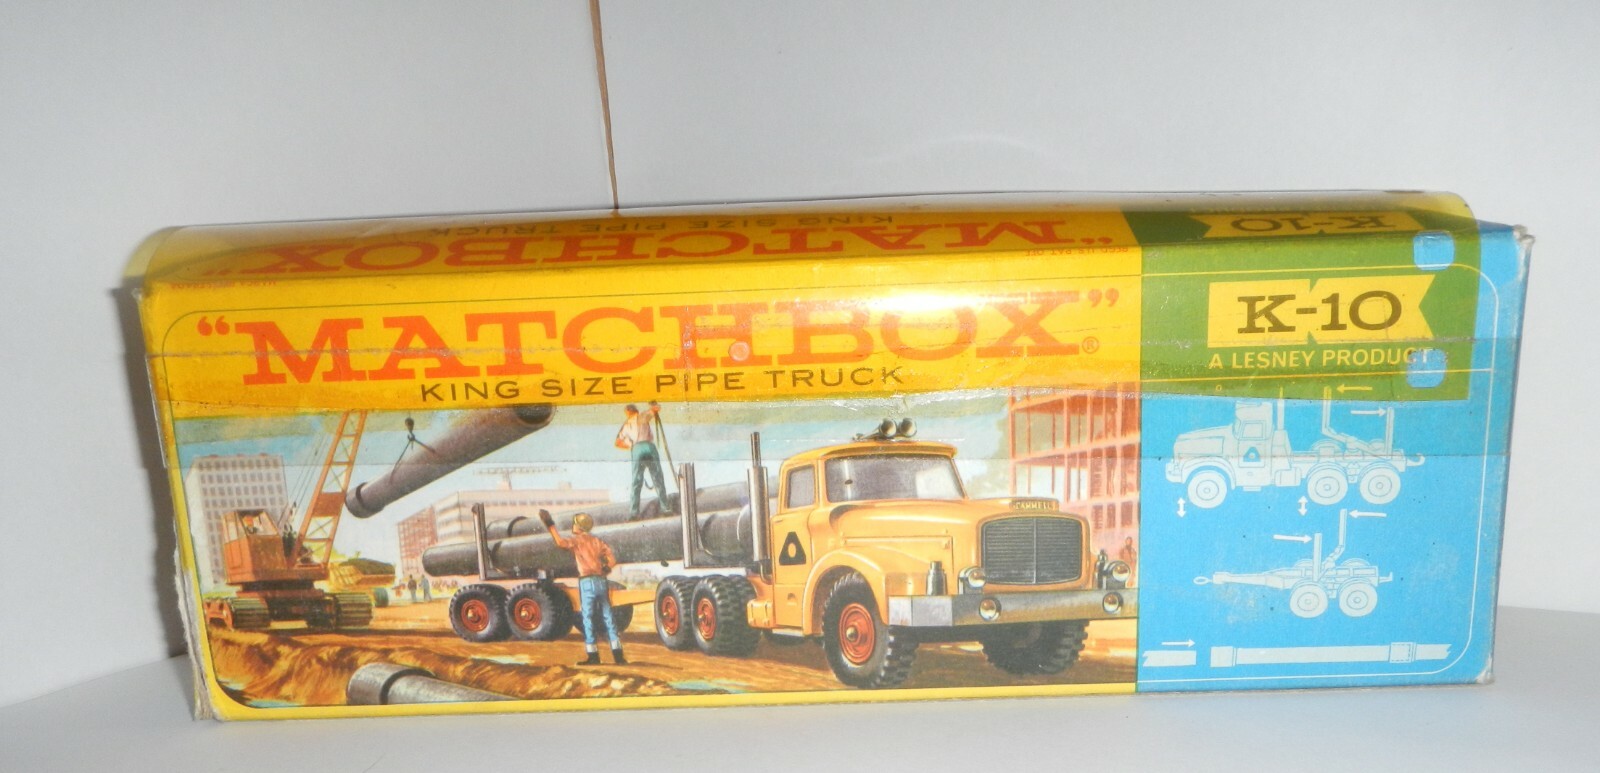 "MATCHBOX"
KING SIZE PIPE TRUCK
K-10
"MATCHBOX"®
KING SIZE PIPE TRUCK
K-10
A LESNEY PRODUCT